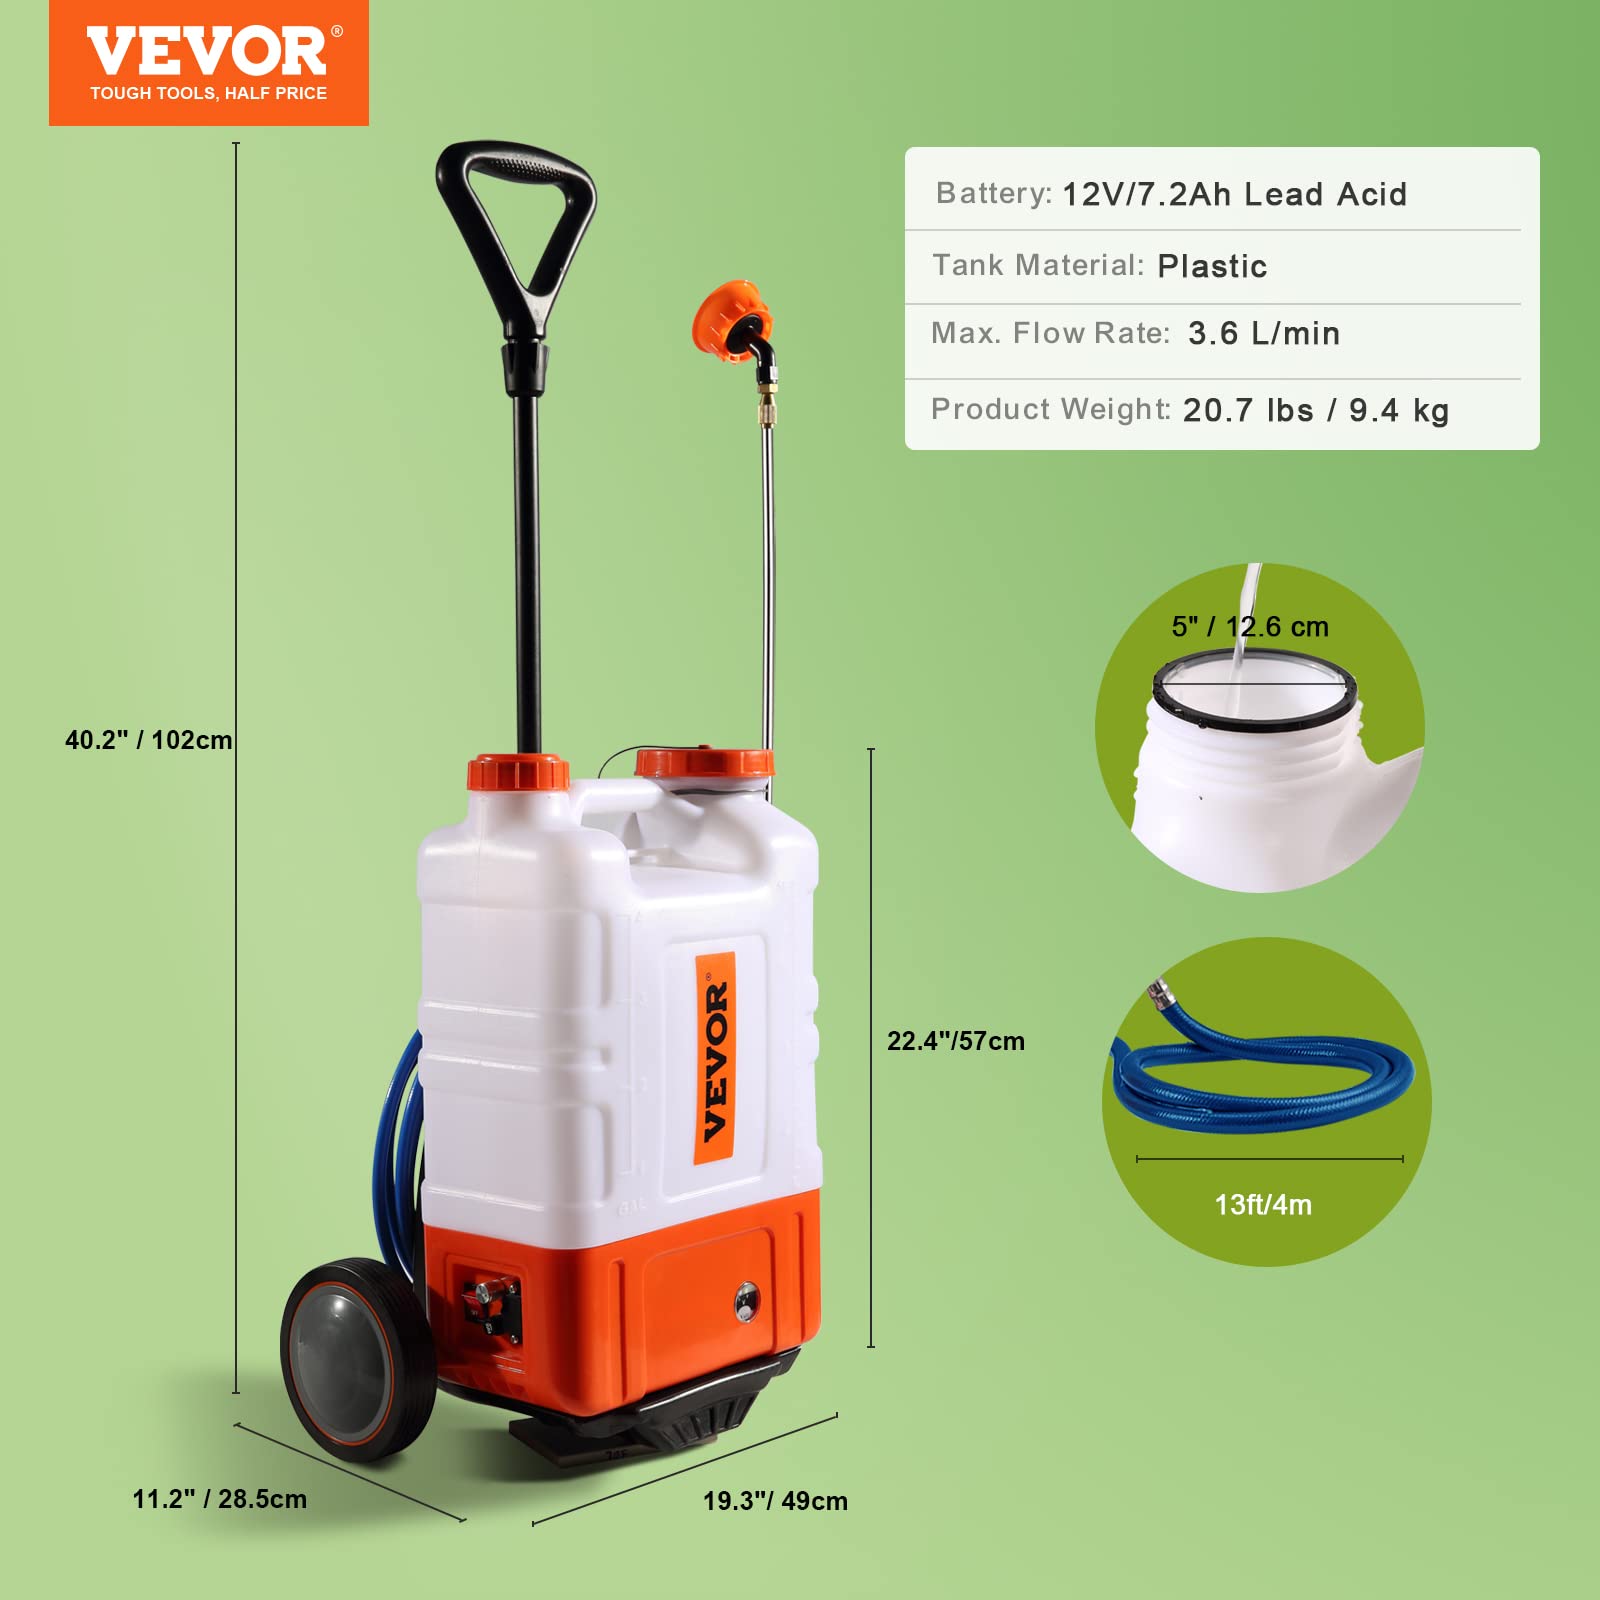 VEVOR®
TOUGH TOOLS, HALF PRICE
Battery: 12V/7.2Ah Lead Acid
Tank Material: Plastic
Max. Flow Rate: 3.6 L/min
Product Weight: 20.7 lbs / 9.4 kg
5" / 12.6 cm
40.2" / 102cm
VEVOR®
GAL
22.4"/57cm
13ft/4m
11.2" / 28.5cm
19.3"/ 49cm